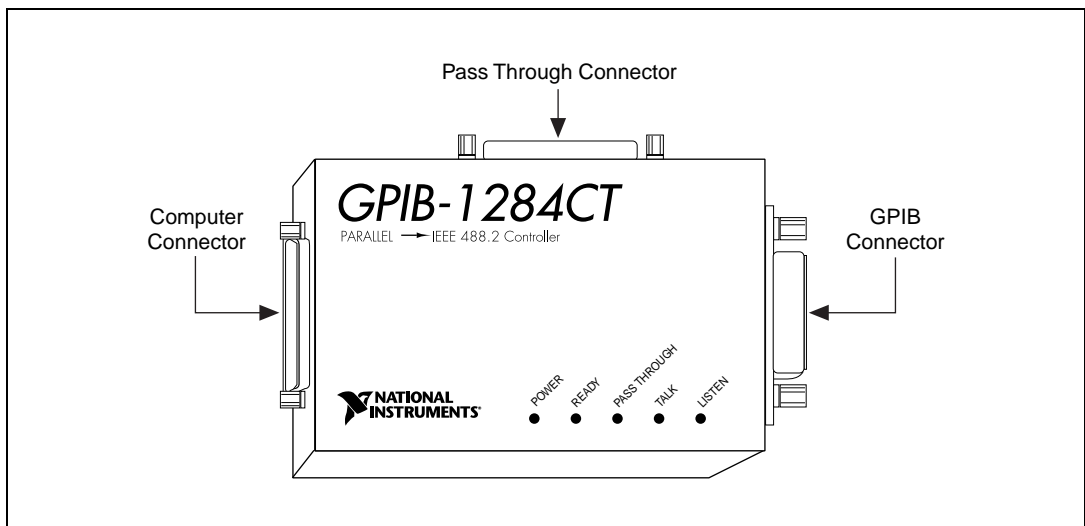 Pass Through Connector
GPIB-1284CT
PARALLEL → IEEE 488.2 Controller
Computer
Connector
GPIB
Connector
NATIONAL
INSTRUMENTS®
POWER
READY
PASS THROUGH
TALK
LISTEN